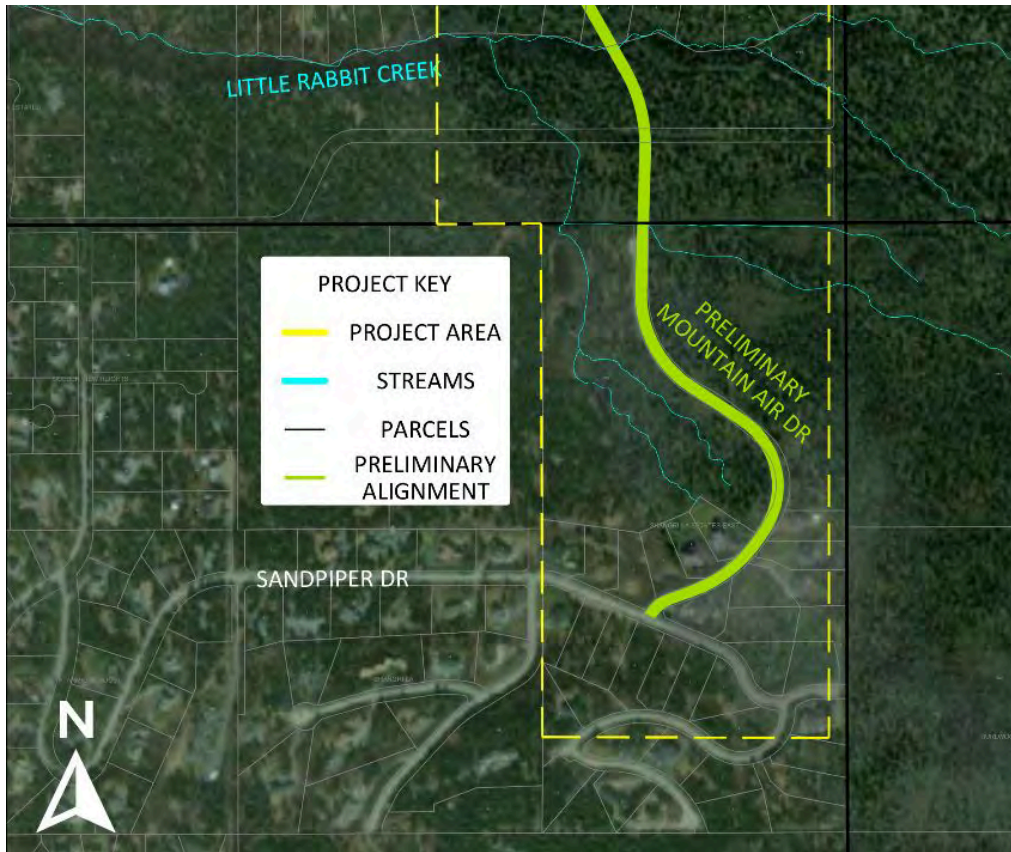 LITTLE RABBIT CREEK
PROJECT KEY
PROJECT AREA
STREAMS
PARCELS
PRELIMINARY
ALIGNMENT
PRELIMINARY
MOUNTAIN AIR DR
SANDPIPER DR
N